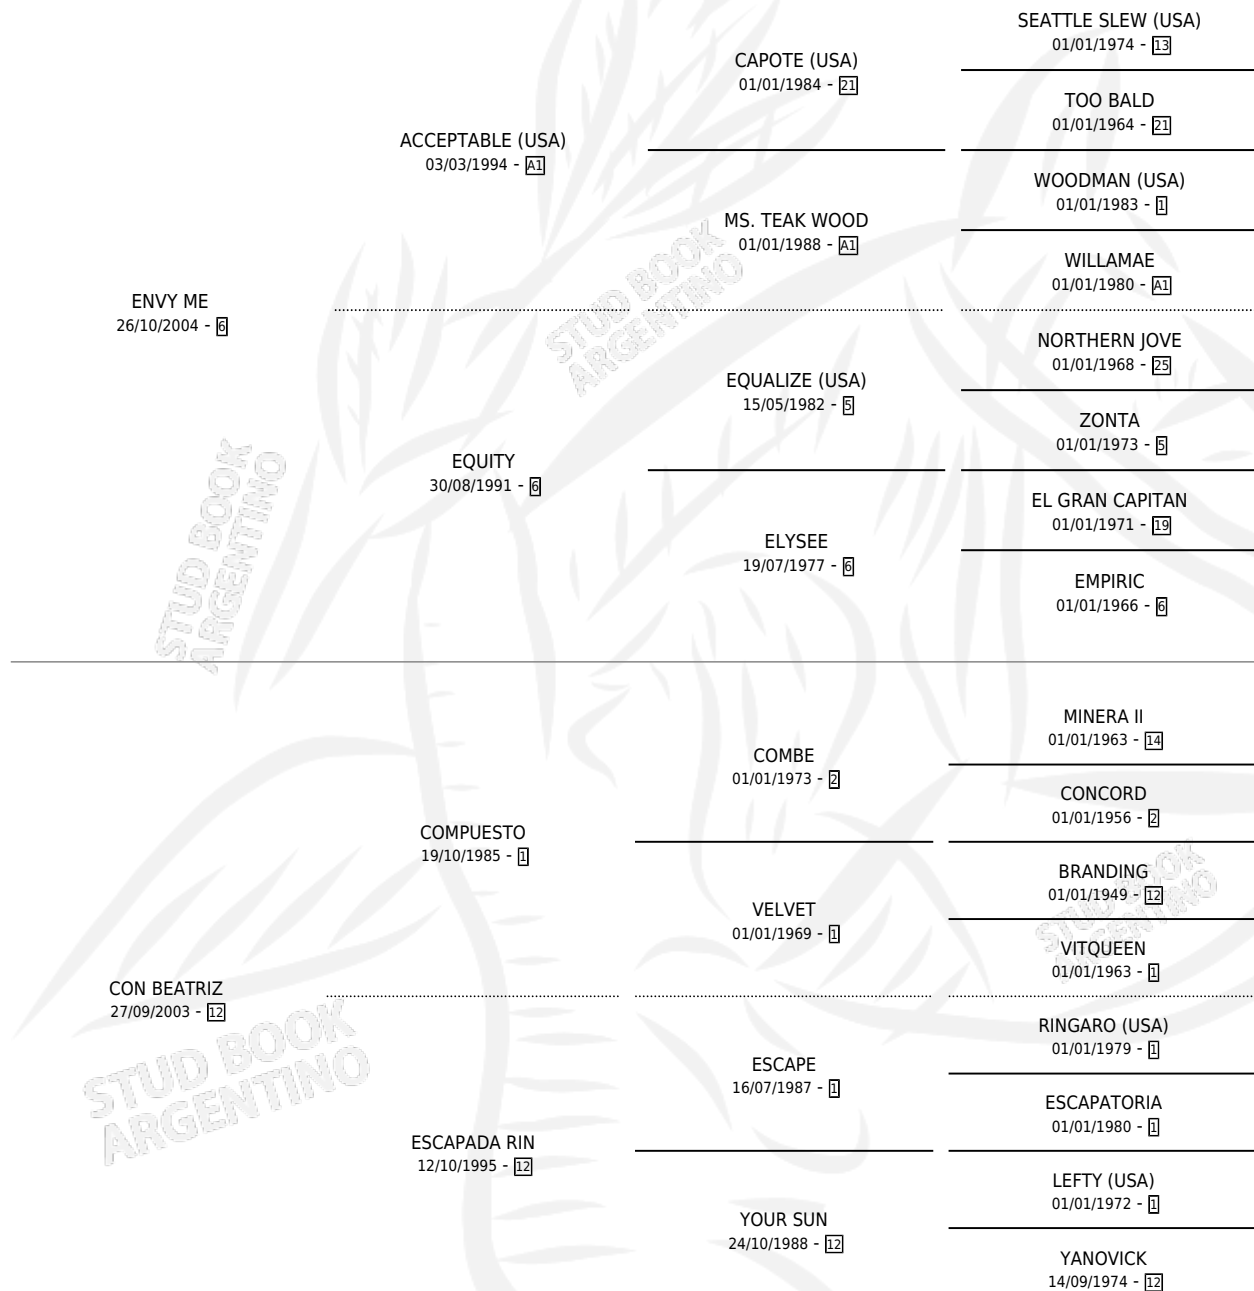 ENVY ME
26/10/2004 - 6
ACCEPTABLE (USA)
03/03/1994 - A1
EQUITY
30/08/1991 - 6
CAPOTE (USA)
01/01/1984 - 21
MS. TEAK WOOD
01/01/1988 - A1
EQUALIZE (USA)
15/05/1982 - 5
ELYSEE
19/07/1977 - 6
SEATTLE SLEW (USA)
01/01/1974 - 13
TOO BALD
01/01/1964 - 21
WOODMAN (USA)
01/01/1983 - 1
WILLAMAE
01/01/1980 - A1
NORTHERN JOVE
01/01/1968 - 25
ZONTA
01/01/1973 - 5
EL GRAN CAPITAN
01/01/1971 - 19
EMPIRIC
01/01/1966 - 6
CON BEATRIZ
27/09/2003 - 12
COMPUESTO
19/10/1985 - 1
ESCAPADA RIN
12/10/1995 - 12
COMBE
01/01/1973 - 2
VELVET
01/01/1969 - 1
ESCAPE
16/07/1987 - 1
YOUR SUN
24/10/1988 - 12
MINERA II
01/01/1963 - 14
CONCORD
01/01/1956 - 2
BRANDING
01/01/1949 - 12
VITQUEEN
01/01/1963 - 1
RINGARO (USA)
01/01/1979 - 1
ESCAPATORIA
01/01/1980 - 1
LEFTY (USA)
01/01/1972 - 1
YANOVICK
14/09/1974 - 12
STUD BOOK
ARGENTINO
STUD BOOK
ARGENTINO
STUD BOOK
ARGENTINO
STUD BOOK
ARGENTINO